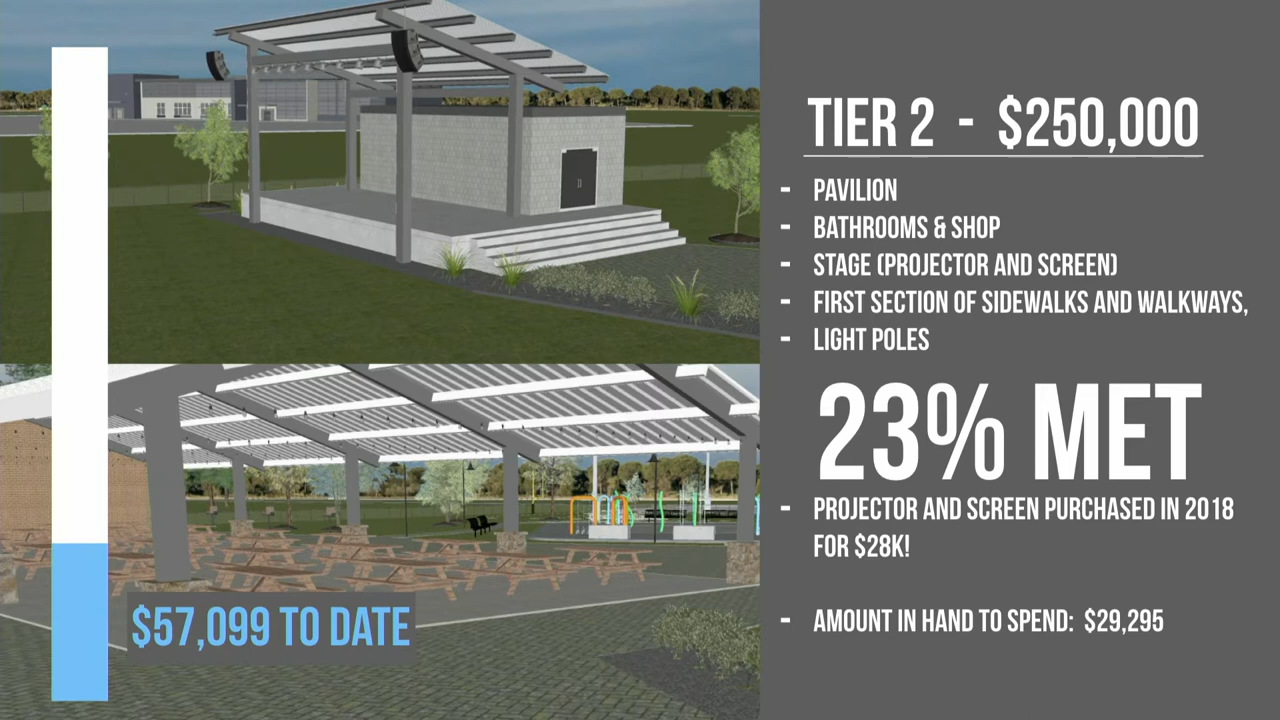 TIER 2 - $250,000
- PAVILION
- BATHROOMS & SHOP
- STAGE (PROJECTOR AND SCREEN)
- FIRST SECTION OF SIDEWALKS AND WALKWAYS,
- LIGHT POLES
23% MET
- PROJECTOR AND SCREEN PURCHASED IN 2018
FOR $28K!
- AMOUNT IN HAND TO SPEND: $29,295
$57,099 TO DATE